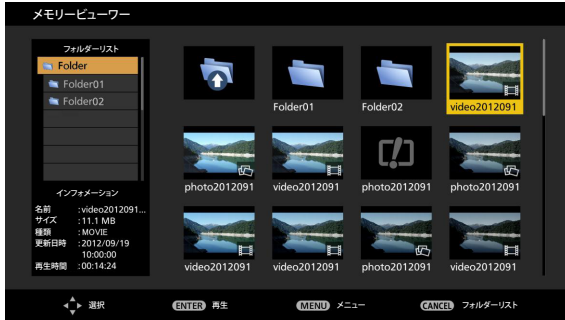 メモリービューワー
フォルダーリスト
Folder
Folder01
Folder02
Folder01
Folder02
video2012091
photo2012091
video2012091
photo2012091
photo2012091
video2012091
video2012091
photo2012091
video2012091
インフォメーション
名前 :video2012091...
サイズ :11.1 MB
種類 :MOVIE
更新日時 :2012/09/19
10:00:00
再生時間 :00:14:24
選択 ENTER 再生 MENU メニュー CANCEL フォルダーリスト